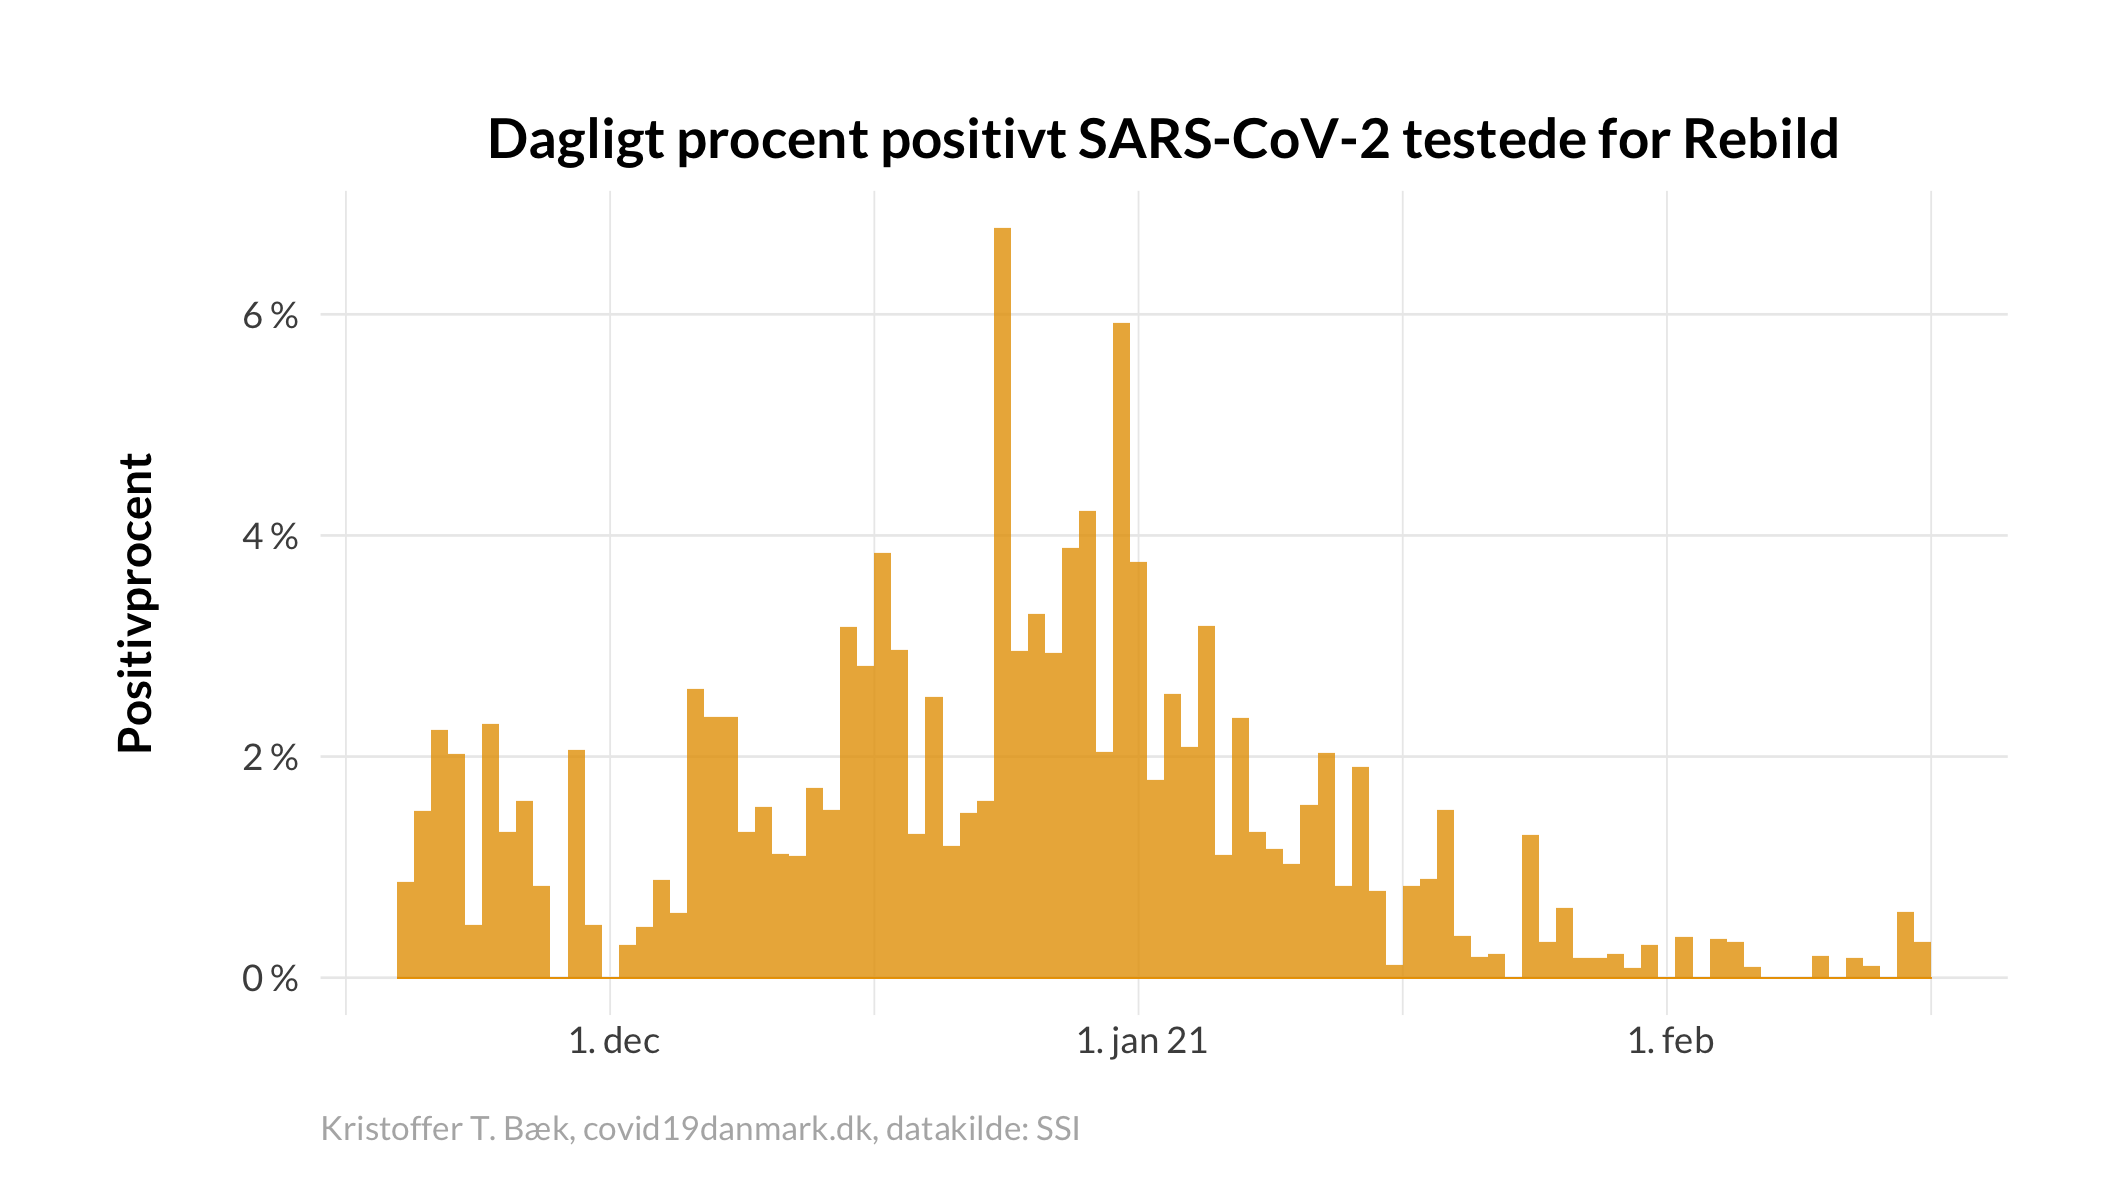 Dagligt procent positivt SARS-CoV-2 testede for Rebild
Positivprocent
6 %
4 %
2 %
0 %
1. dec
1. jan 21
1. feb
Kristoffer T. Bæk, covid19danmark.dk, datakilde: SSI